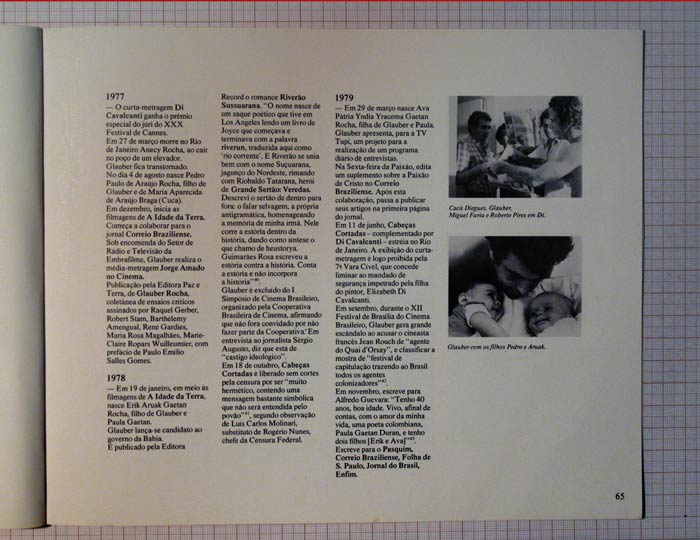 1977
— O curta-metragem Di
Cavalcanti ganha o prêmio
especial do júri do XXX
Festival de Cannes.
Em 27 de março morre no Rio
de Janeiro Anecy Rocha, ao cair
no poço de um elevador.
Glauber fica transtornado.
No dia 4 de agosto nasce Pedro
Paulo de Araújo Rocha, filho de
Glauber e de Maria Aparecida
de Araújo Braga (Cuca).
Em dezembro, inicia as
filmagens de A Idade da Terra.
Começa a colaborar para o
jornal Correio Braziliense.
Sob encomenda do Setor de
Rádio e Televisão da
Embrafilme, Glauber realiza o
média-metragem Jorge Amado
no Cinema.
Publicação pela Editora Paz e
Terra, de Glauber Rocha,
coletânea de ensaios críticos
assinados por Raquel Gerber,
Robert Stam, Barthélemy
Amengual, René Gardies,
Maria Rosa Magalhães, Marie-
Claire Ropars Wuilleumier, com
prefácio de Paulo Emilio
Salles Gomes.
1978
— Em 19 de janeiro, em meio às
filmagens de A Idade da Terra,
nasce Erik Aruak Gaetan
Rocha, filho de Glauber e
Paula Gaetan.
Glauber lança-se candidato ao
governo da Bahia.
É publicado pela Editora
Record o romance Riverão
Sussuarana. "O nome nasce de
um saque poético que tive em
Los Angeles lendo um livro de
Joyce que começava e
terminava com a palavra
riverun, traduzida aqui como
'rio corrente'. E Riverão se unia
bem com o nome Suçuarana,
jagunço do Nordeste, rimando
com Riobaldo Tatarana, herói
de Grande Sertão: Veredas.
Descrevi o sertão de dentro para
fora: o falar selvagem, a própria
antigramática, homenageando
a memória de minha irmã. Nele
corre a estória dentro da
história, dando como síntese o
que chamo de heustorya.
Guimarães Rosa escreveu a
estória contra a história. Conta
a estória e não incorpora
a história"⁴⁰.
Glauber é excluído do I
Simpósio de Cinema Brasileiro,
organizado pela Cooperativa
Brasileira de Cinema, afirmando
que não fora convidado por não
fazer parte da Cooperativa. Em
entrevista ao jornalista Sérgio
Augusto, diz que está de
"castigo ideológico".
Em 18 de outubro, Cabeças
Cortadas é liberado sem cortes
pela censura por ser "muito
hermético, contendo uma
mensagem bastante simbólica
que não será entendida pelo
povão"⁴¹, segundo observação
de Luis Carlos Molinari,
substituto de Rogério Nunes,
chefe da Censura Federal.
1979
— Em 29 de março nasce Ava
Patria Yndia Yracema Gaetan
Rocha, filha de Glauber e Paula.
Glauber apresenta, para a TV
Tupi, um projeto para a
realização de um programa
diário de entrevistas.
Na Sexta-feira da Paixão, edita
um suplemento sobre a Paixão
de Cristo no Correio
Braziliense. Após esta
colaboração, passa a publicar
seus artigos na primeira página
do jornal.
Em 11 de junho, Cabeças
Cortadas – complementado por
Di Cavalcanti – estreia no Rio
de Janeiro. A exibição do curta-
metragem é logo proibida pela
7ª Vara Cível, que concede
liminar ao mandado de
segurança impetrado pela filha
do pintor, Elizabeth Di
Cavalcanti.
Em setembro, durante o XII
Festival de Brasília do Cinema
Brasileiro, Glauber gera grande
escândalo ao acusar o cineasta
francês Jean Rouch de "agente
do Quai d'Orsay", e classificar a
mostra de "festival de
capitulação trazendo ao Brasil
todos os agentes
colonizadores"⁴².
Em novembro, escreve para
Alfredo Guevara: "Tenho 40
anos, boa idade. Vivo, afinal de
contas, com o amor da minha
vida, uma poeta colombiana,
Paula Gaetan Duran, e tenho
dois filhos [Erik e Ava]"⁴³.
Escreve para o Pasquim,
Correio Braziliense, Folha de
S. Paulo, Jornal do Brasil,
Enfim.
Cacá Diegues, Glauber,
Miguel Faria e Roberto Pires em Di.
Glauber com os filhos Pedro e Aruak.
65